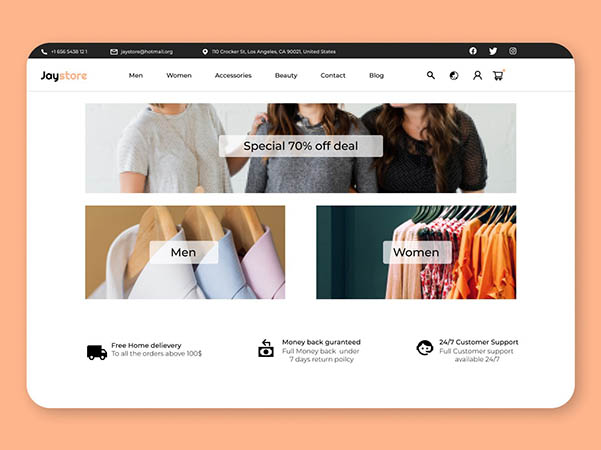 +1 656 5438 12 1
jaystore@hotmail.org
110 Crocker St, Los Angeles, CA 90021, United States
Jaystore
Men
Women
Accessories
Beauty
Contact
Blog
Special 70% off deal
Men
Women
Free Home delievery
To all the orders above 100$
Money back guranteed
Full Money back under
7 days return poilcy
24/7 Customer Support
Full Customer support
available 24/7